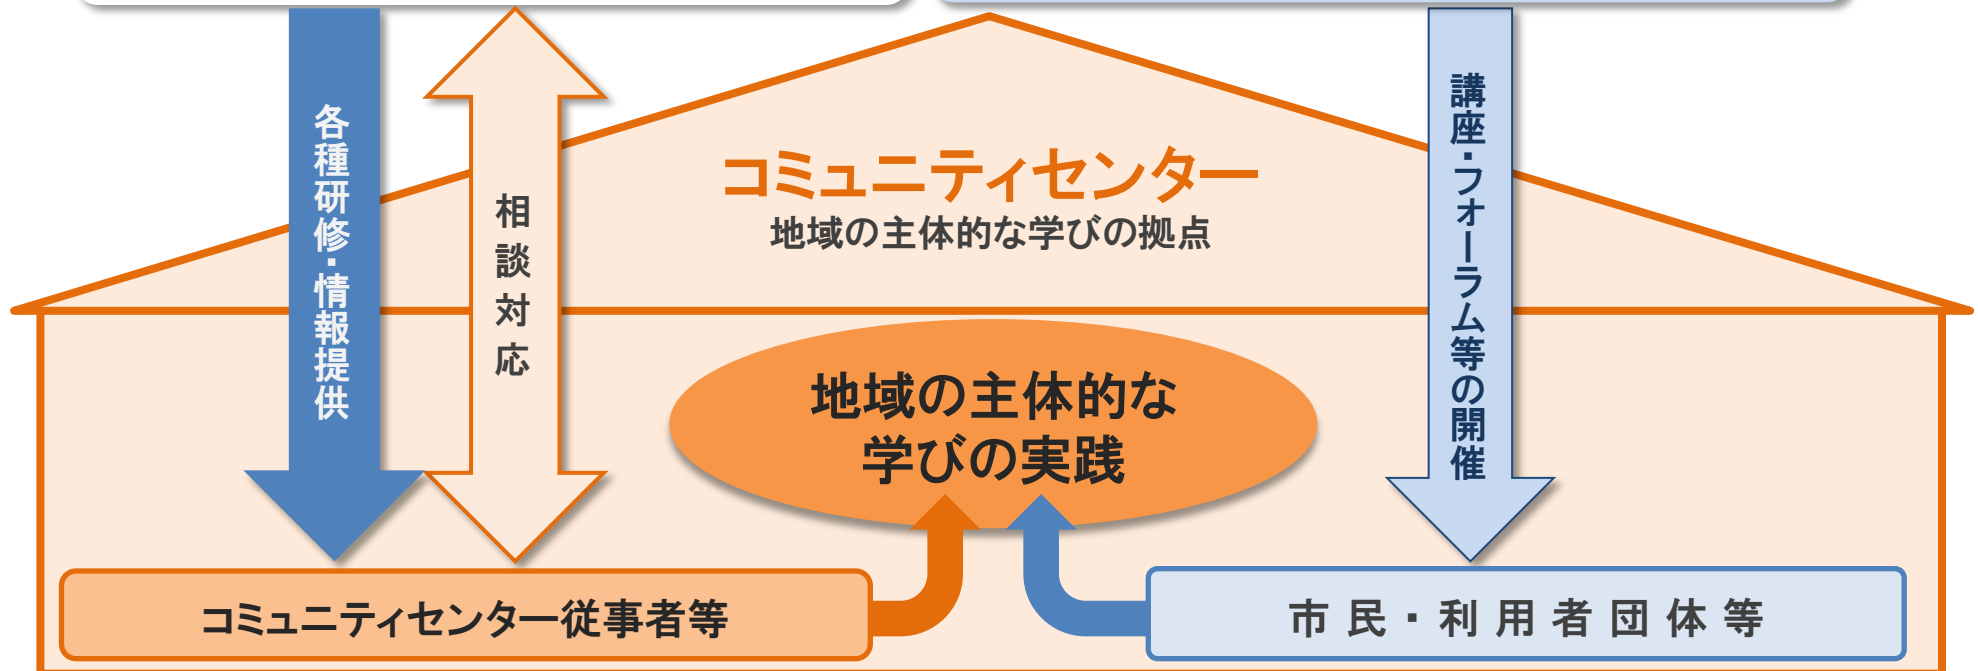 各種研修・情報提供
相談対応
講座・フォーラム等の開催
コミュニティセンター
地域の主体的な学びの拠点
地域の主体的な
学びの実践
コミュニティセンター従事者等
市民・利用者団体等